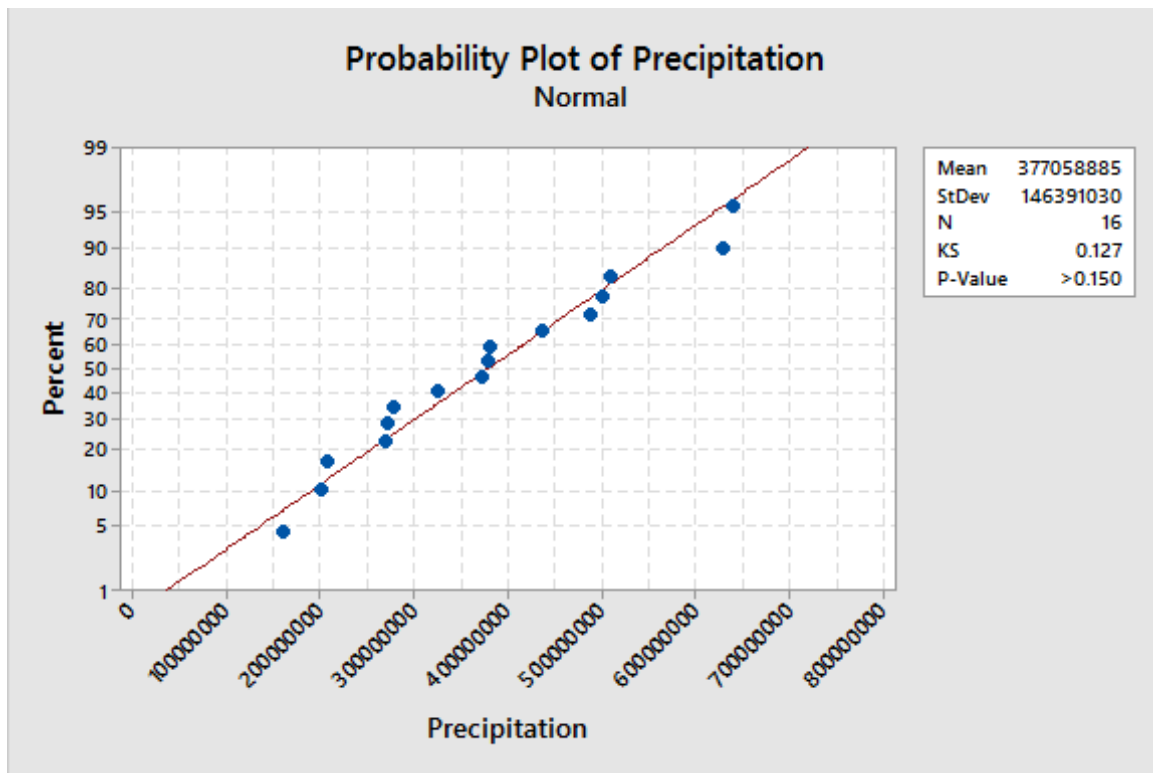 Probability Plot of Precipitation
Normal
99
95
90
80
70
60
50
40
30
20
10
5
1
Percent
0
100000000
200000000
300000000
400000000
500000000
600000000
700000000
800000000
Precipitation
Mean 377058885
StDev 146391030
N 16
KS 0.127
P-Value >0.150